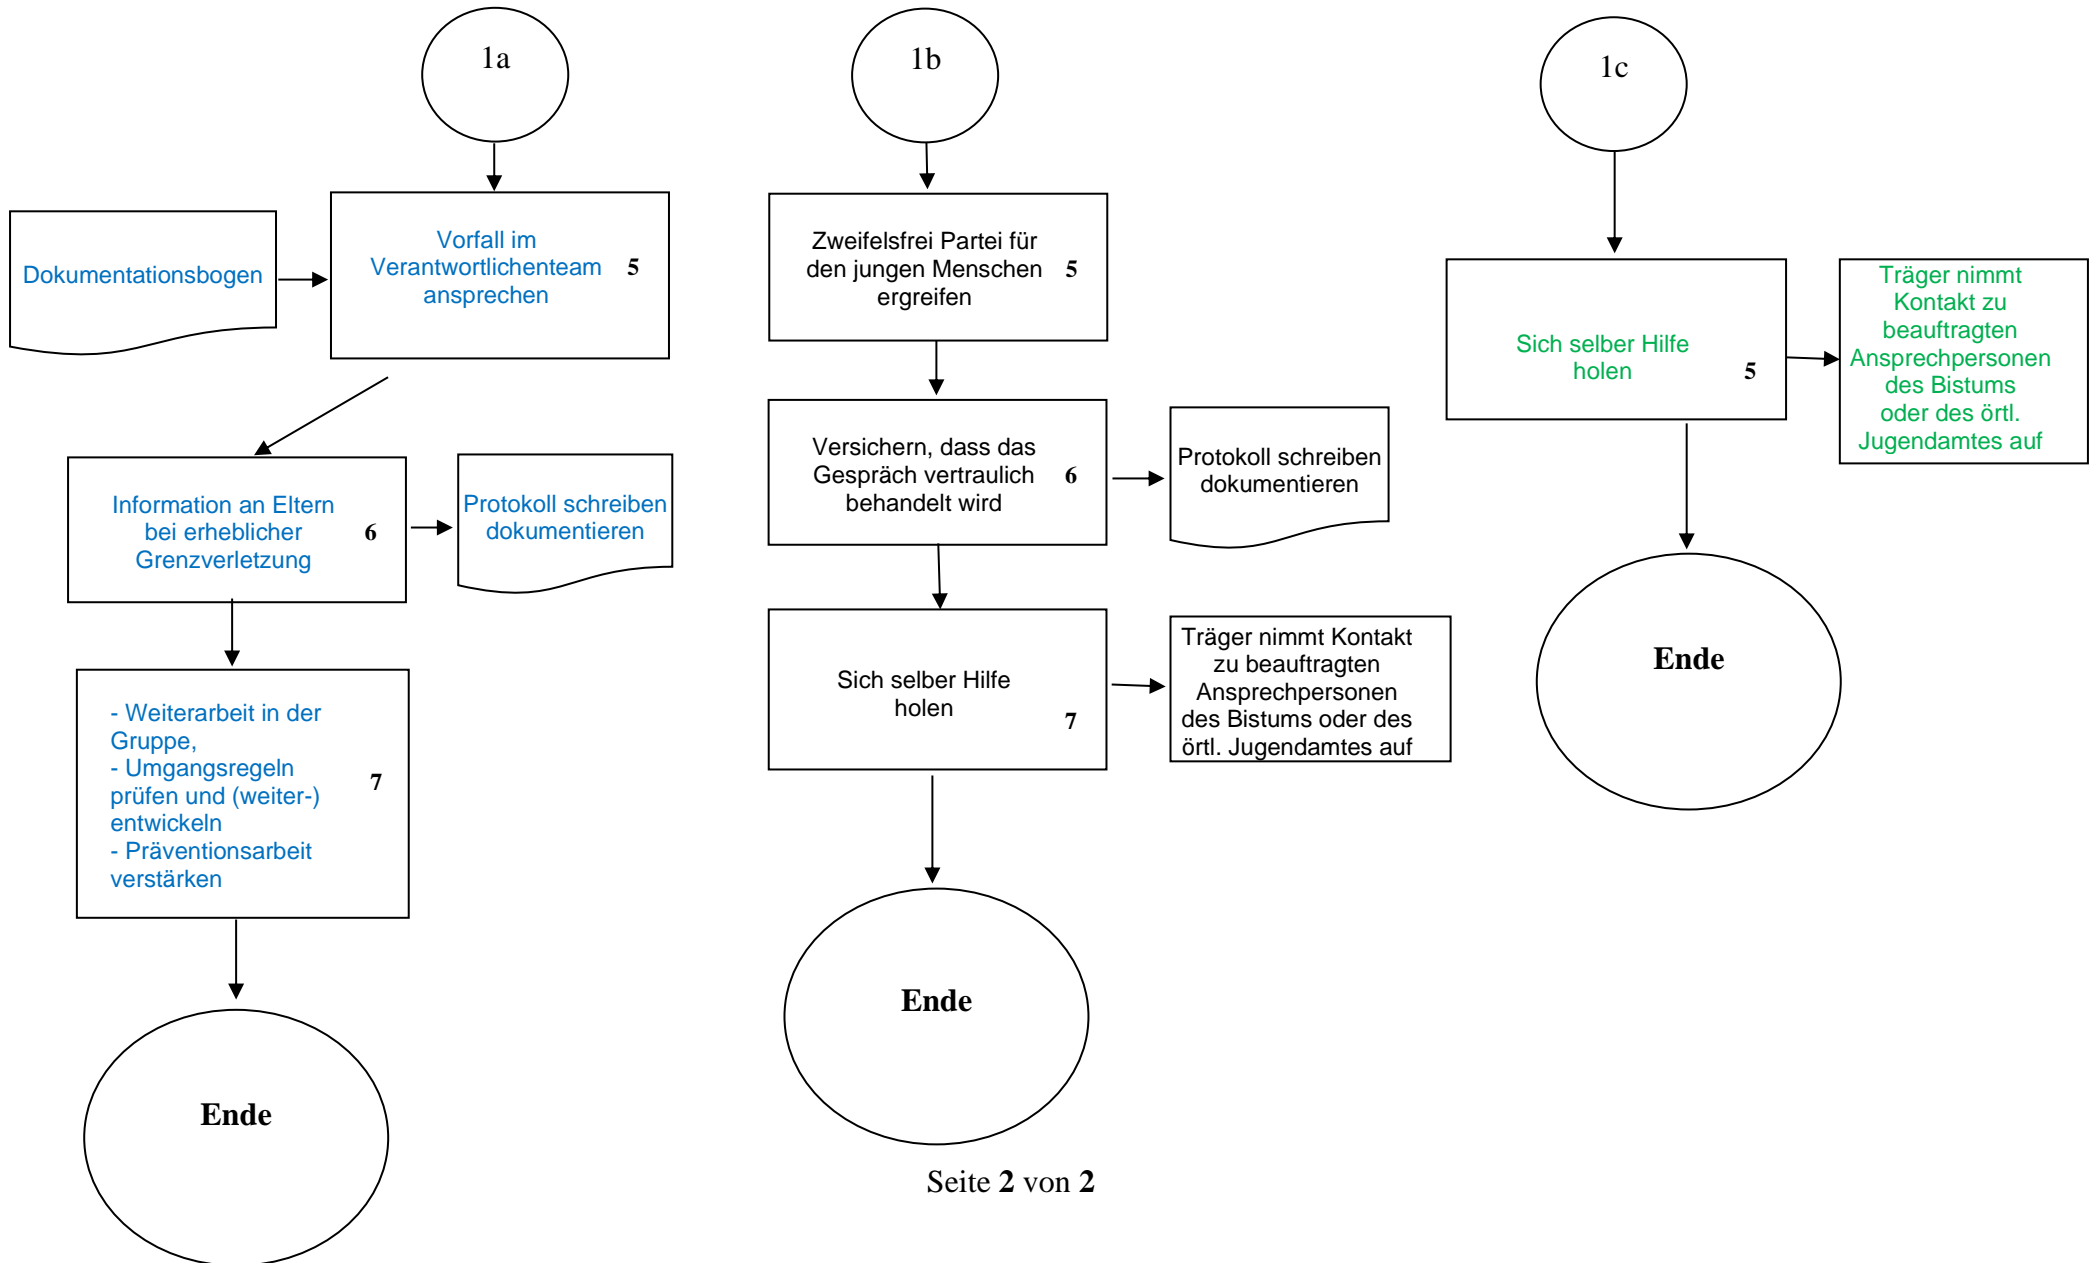 1a
Dokumentationsbogen
Vorfall im
Verantwortlichenteam
ansprechen
5
Information an Eltern
bei erheblicher
Grenzverletzung
6
Protokoll schreiben
dokumentieren
- Weiterarbeit in der
Gruppe,
- Umgangsregeln
prüfen und (weiter-)
entwickeln
- Präventionsarbeit
verstärken
7
Ende
1b
Zweifelsfrei Partei für
den jungen Menschen
ergreifen
5
Versichern, dass das
Gespräch vertraulich
behandelt wird
6
Protokoll schreiben
dokumentieren
Sich selber Hilfe
holen
7
Träger nimmt Kontakt
zu beauftragten
Ansprechpersonen
des Bistums oder des
örtl. Jugendamtes auf
Ende
1c
Sich selber Hilfe
holen
5
Träger nimmt
Kontakt zu
beauftragten
Ansprechpersonen
des Bistums
oder des örtl.
Jugendamtes auf
Ende
Seite 2 von 2